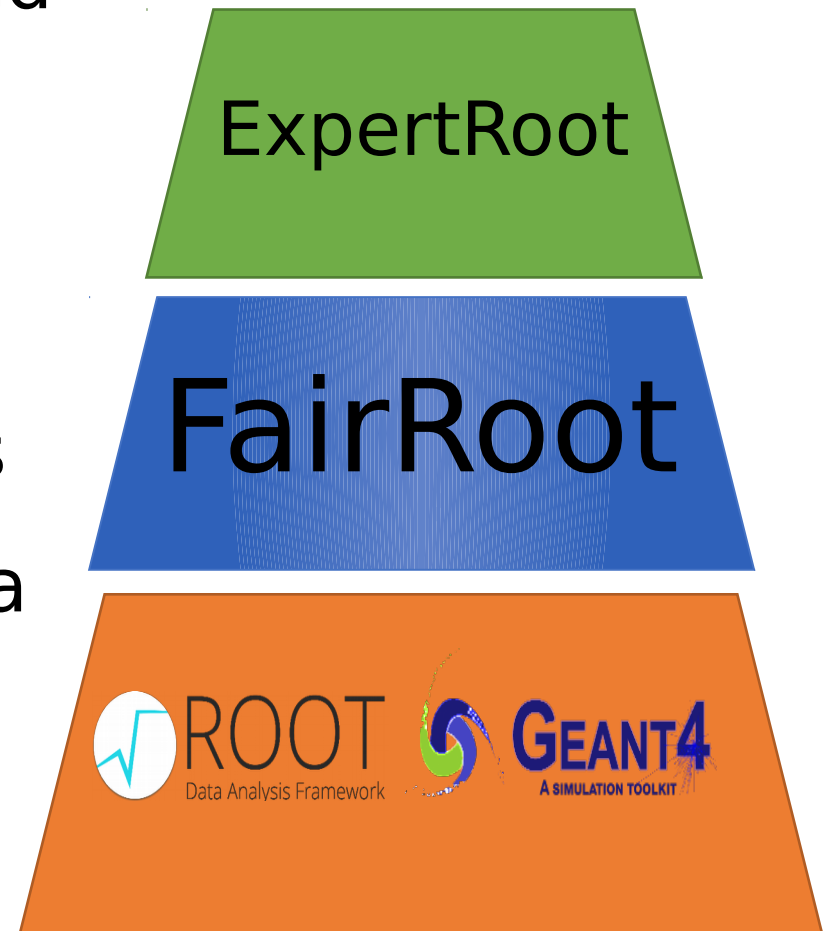 ExpertRoot
FairRoot
ROOT
Data Analysis Framework
GEANT4
A SIMULATION TOOLKIT